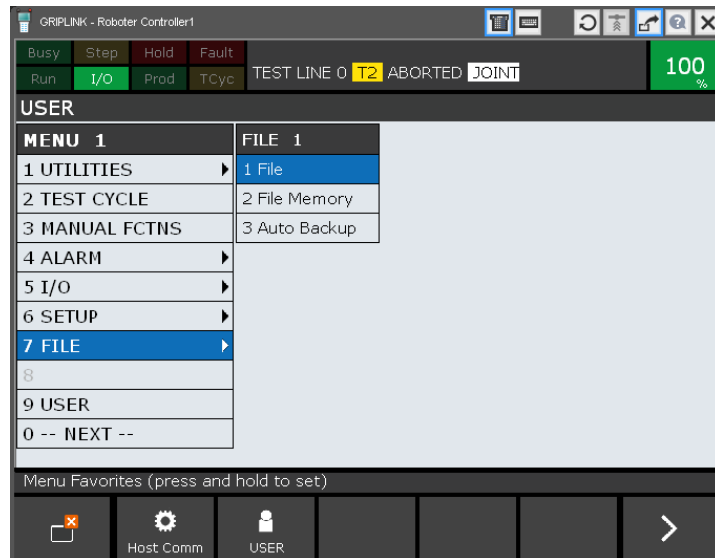 GRIPLINK - Roboter Controller1
Busy Step Hold Fault
Run I/O Prod TCyc
TEST LINE 0 T2 ABORTED JOINT
100
%
USER
MENU 1
1 UTILITIES
2 TEST CYCLE
3 MANUAL FCTNS
4 ALARM
5 I/O
6 SETUP
7 FILE
8
9 USER
0 -- NEXT --
FILE 1
1 File
2 File Memory
3 Auto Backup
Menu Favorites (press and hold to set)
Host Comm
USER